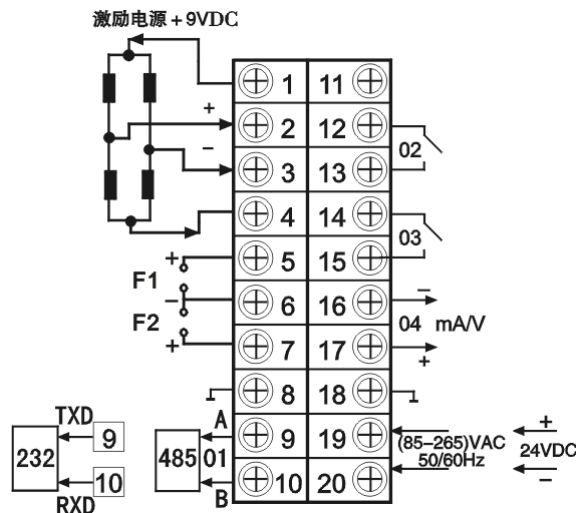 激励电源+9VDC
1 11
+ 2 12
02
- 3 13
4 14
03
+ 5 15
F1
- 6 16 -
F2 04 mA/V
+ 7 17 +
8 18
TXD 9 A 9 19 (85-265)VAC + 
232 485 01 50/60Hz 24VDC
10 RXD B 10 20 -